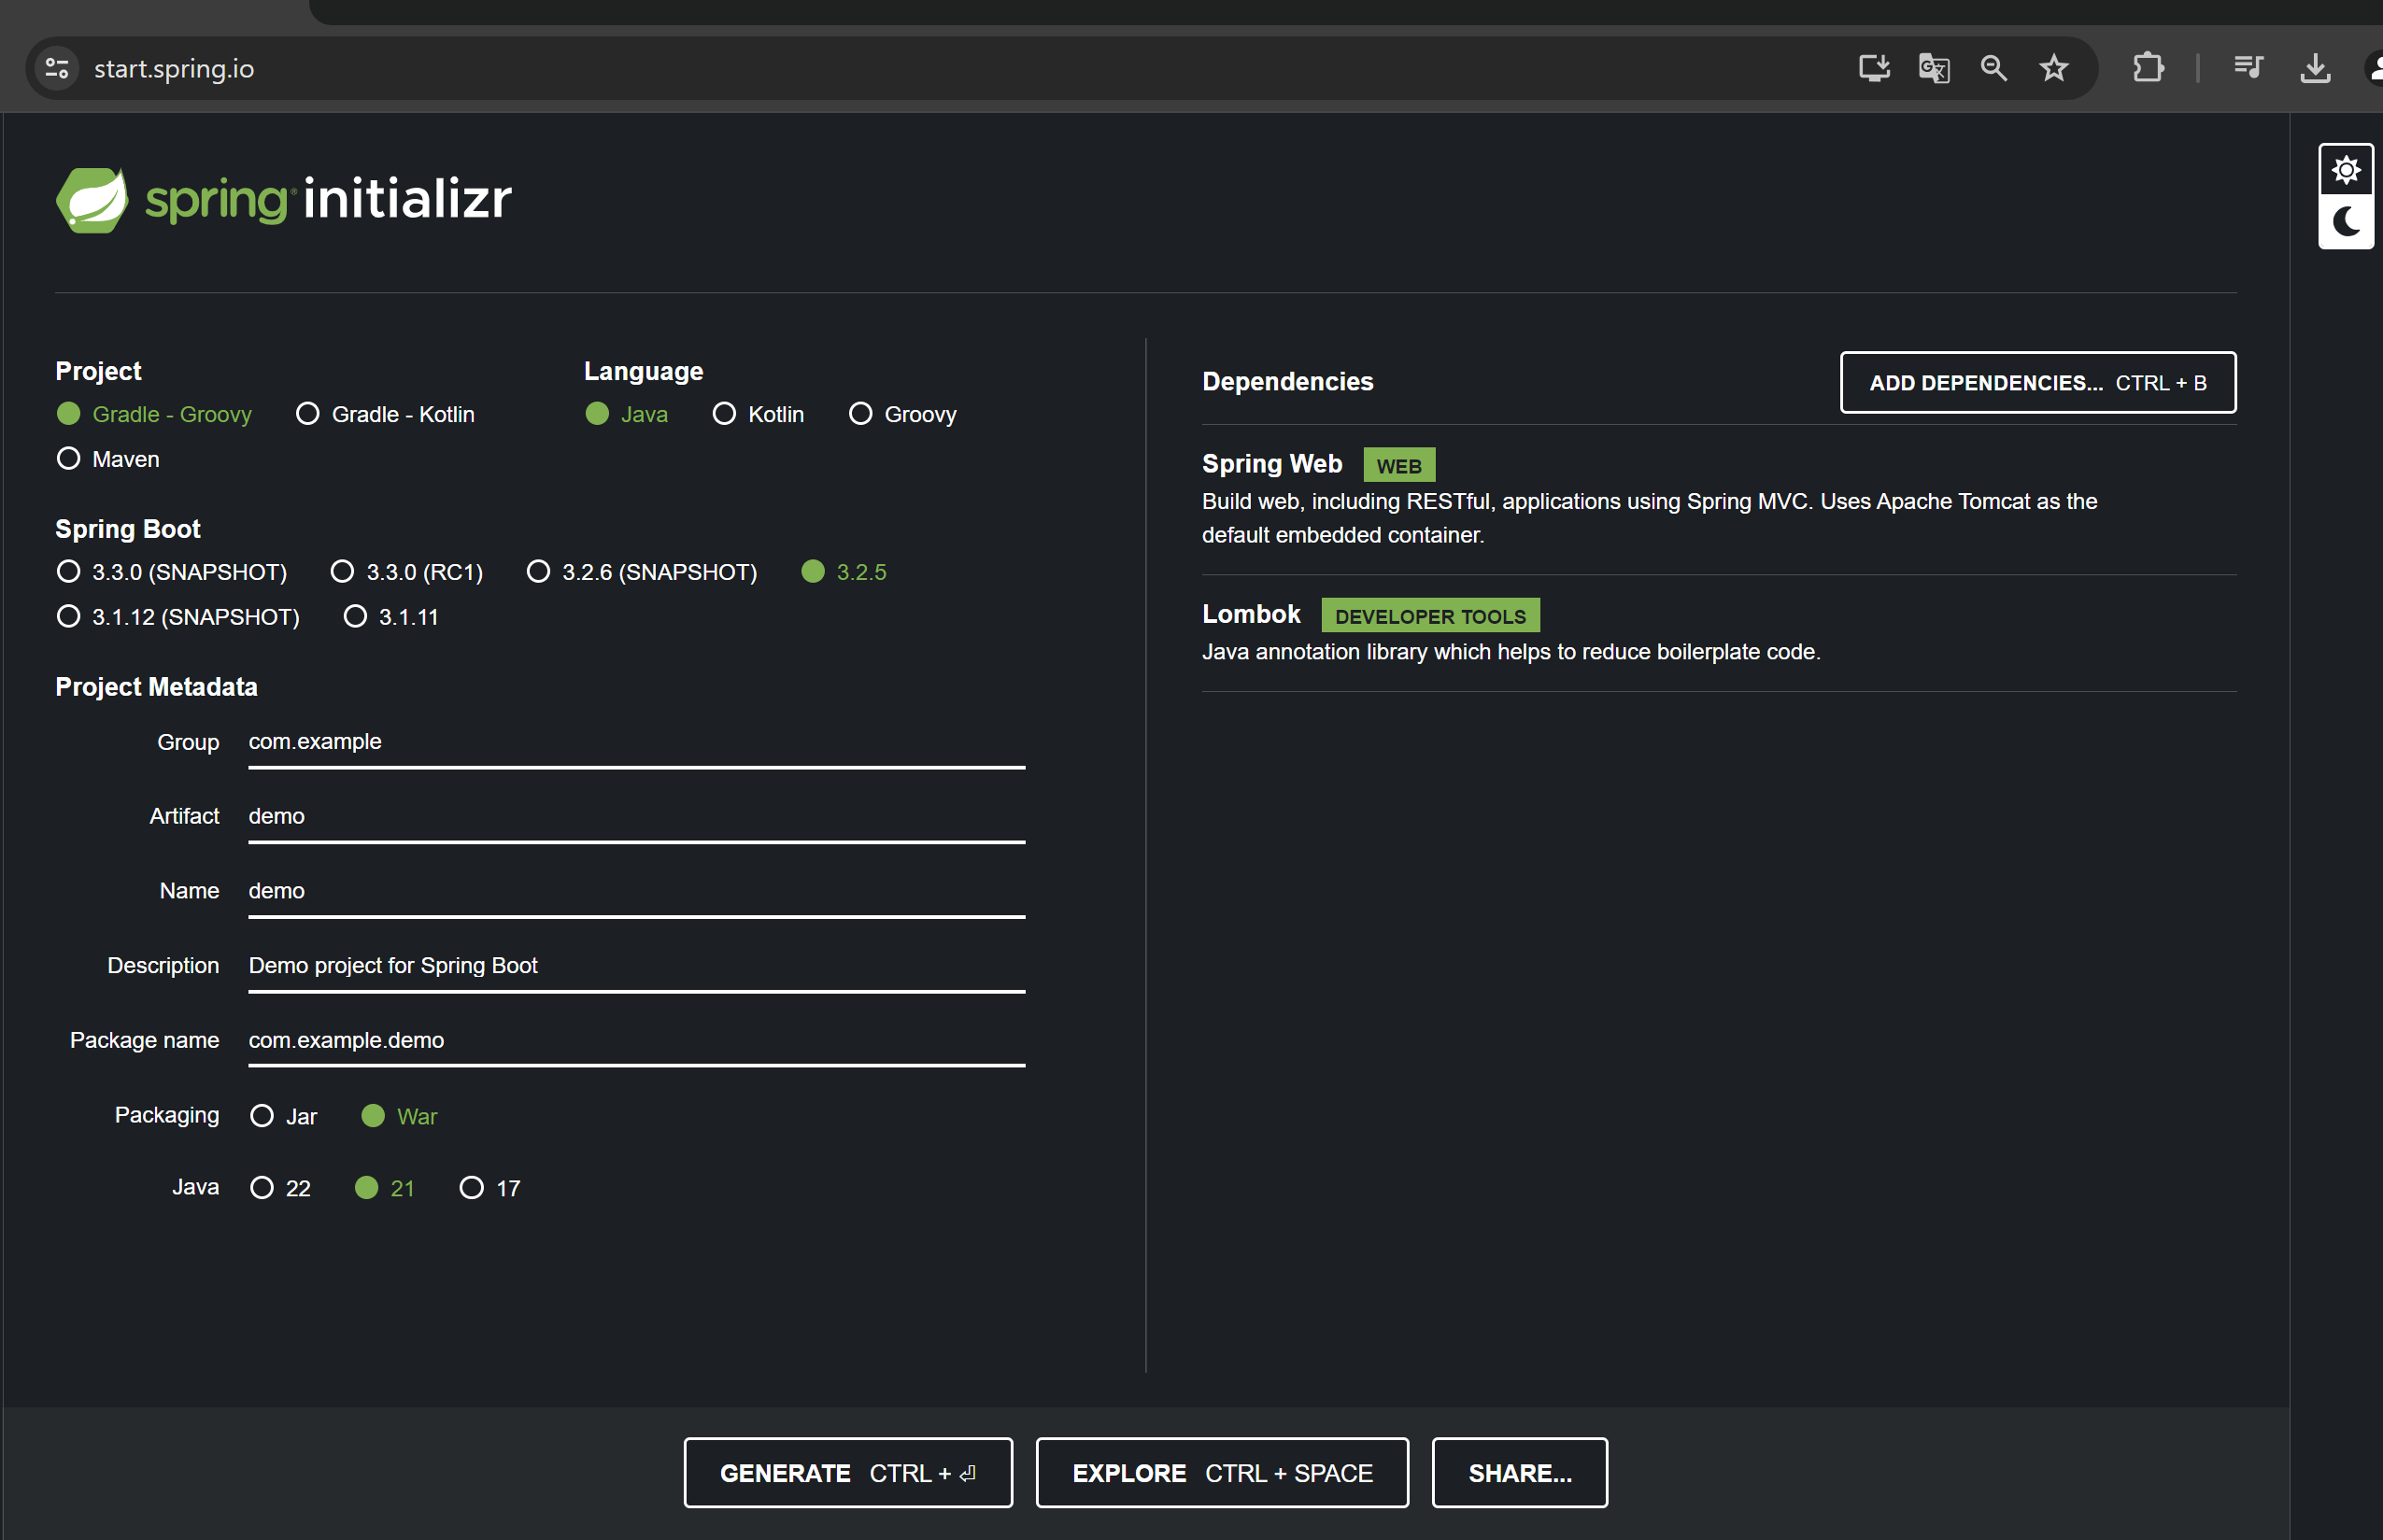 start.spring.io
spring initializr
Project
Gradle - Groovy Gradle - Kotlin
Maven
Language
Java Kotlin Groovy
Spring Boot
3.3.0 (SNAPSHOT) 3.3.0 (RC1) 3.2.6 (SNAPSHOT) 3.2.5
3.1.12 (SNAPSHOT) 3.1.11
Project Metadata
Group com.example
Artifact demo
Name demo
Description Demo project for Spring Boot
Package name com.example.demo
Packaging Jar War
Java 22 21 17
Dependencies
ADD DEPENDENCIES... CTRL + B
Spring Web WEB
Build web, including RESTful, applications using Spring MVC. Uses Apache Tomcat as the
default embedded container.
Lombok DEVELOPER TOOLS
Java annotation library which helps to reduce boilerplate code.
GENERATE CTRL + ⏎
EXPLORE CTRL + SPACE
SHARE...